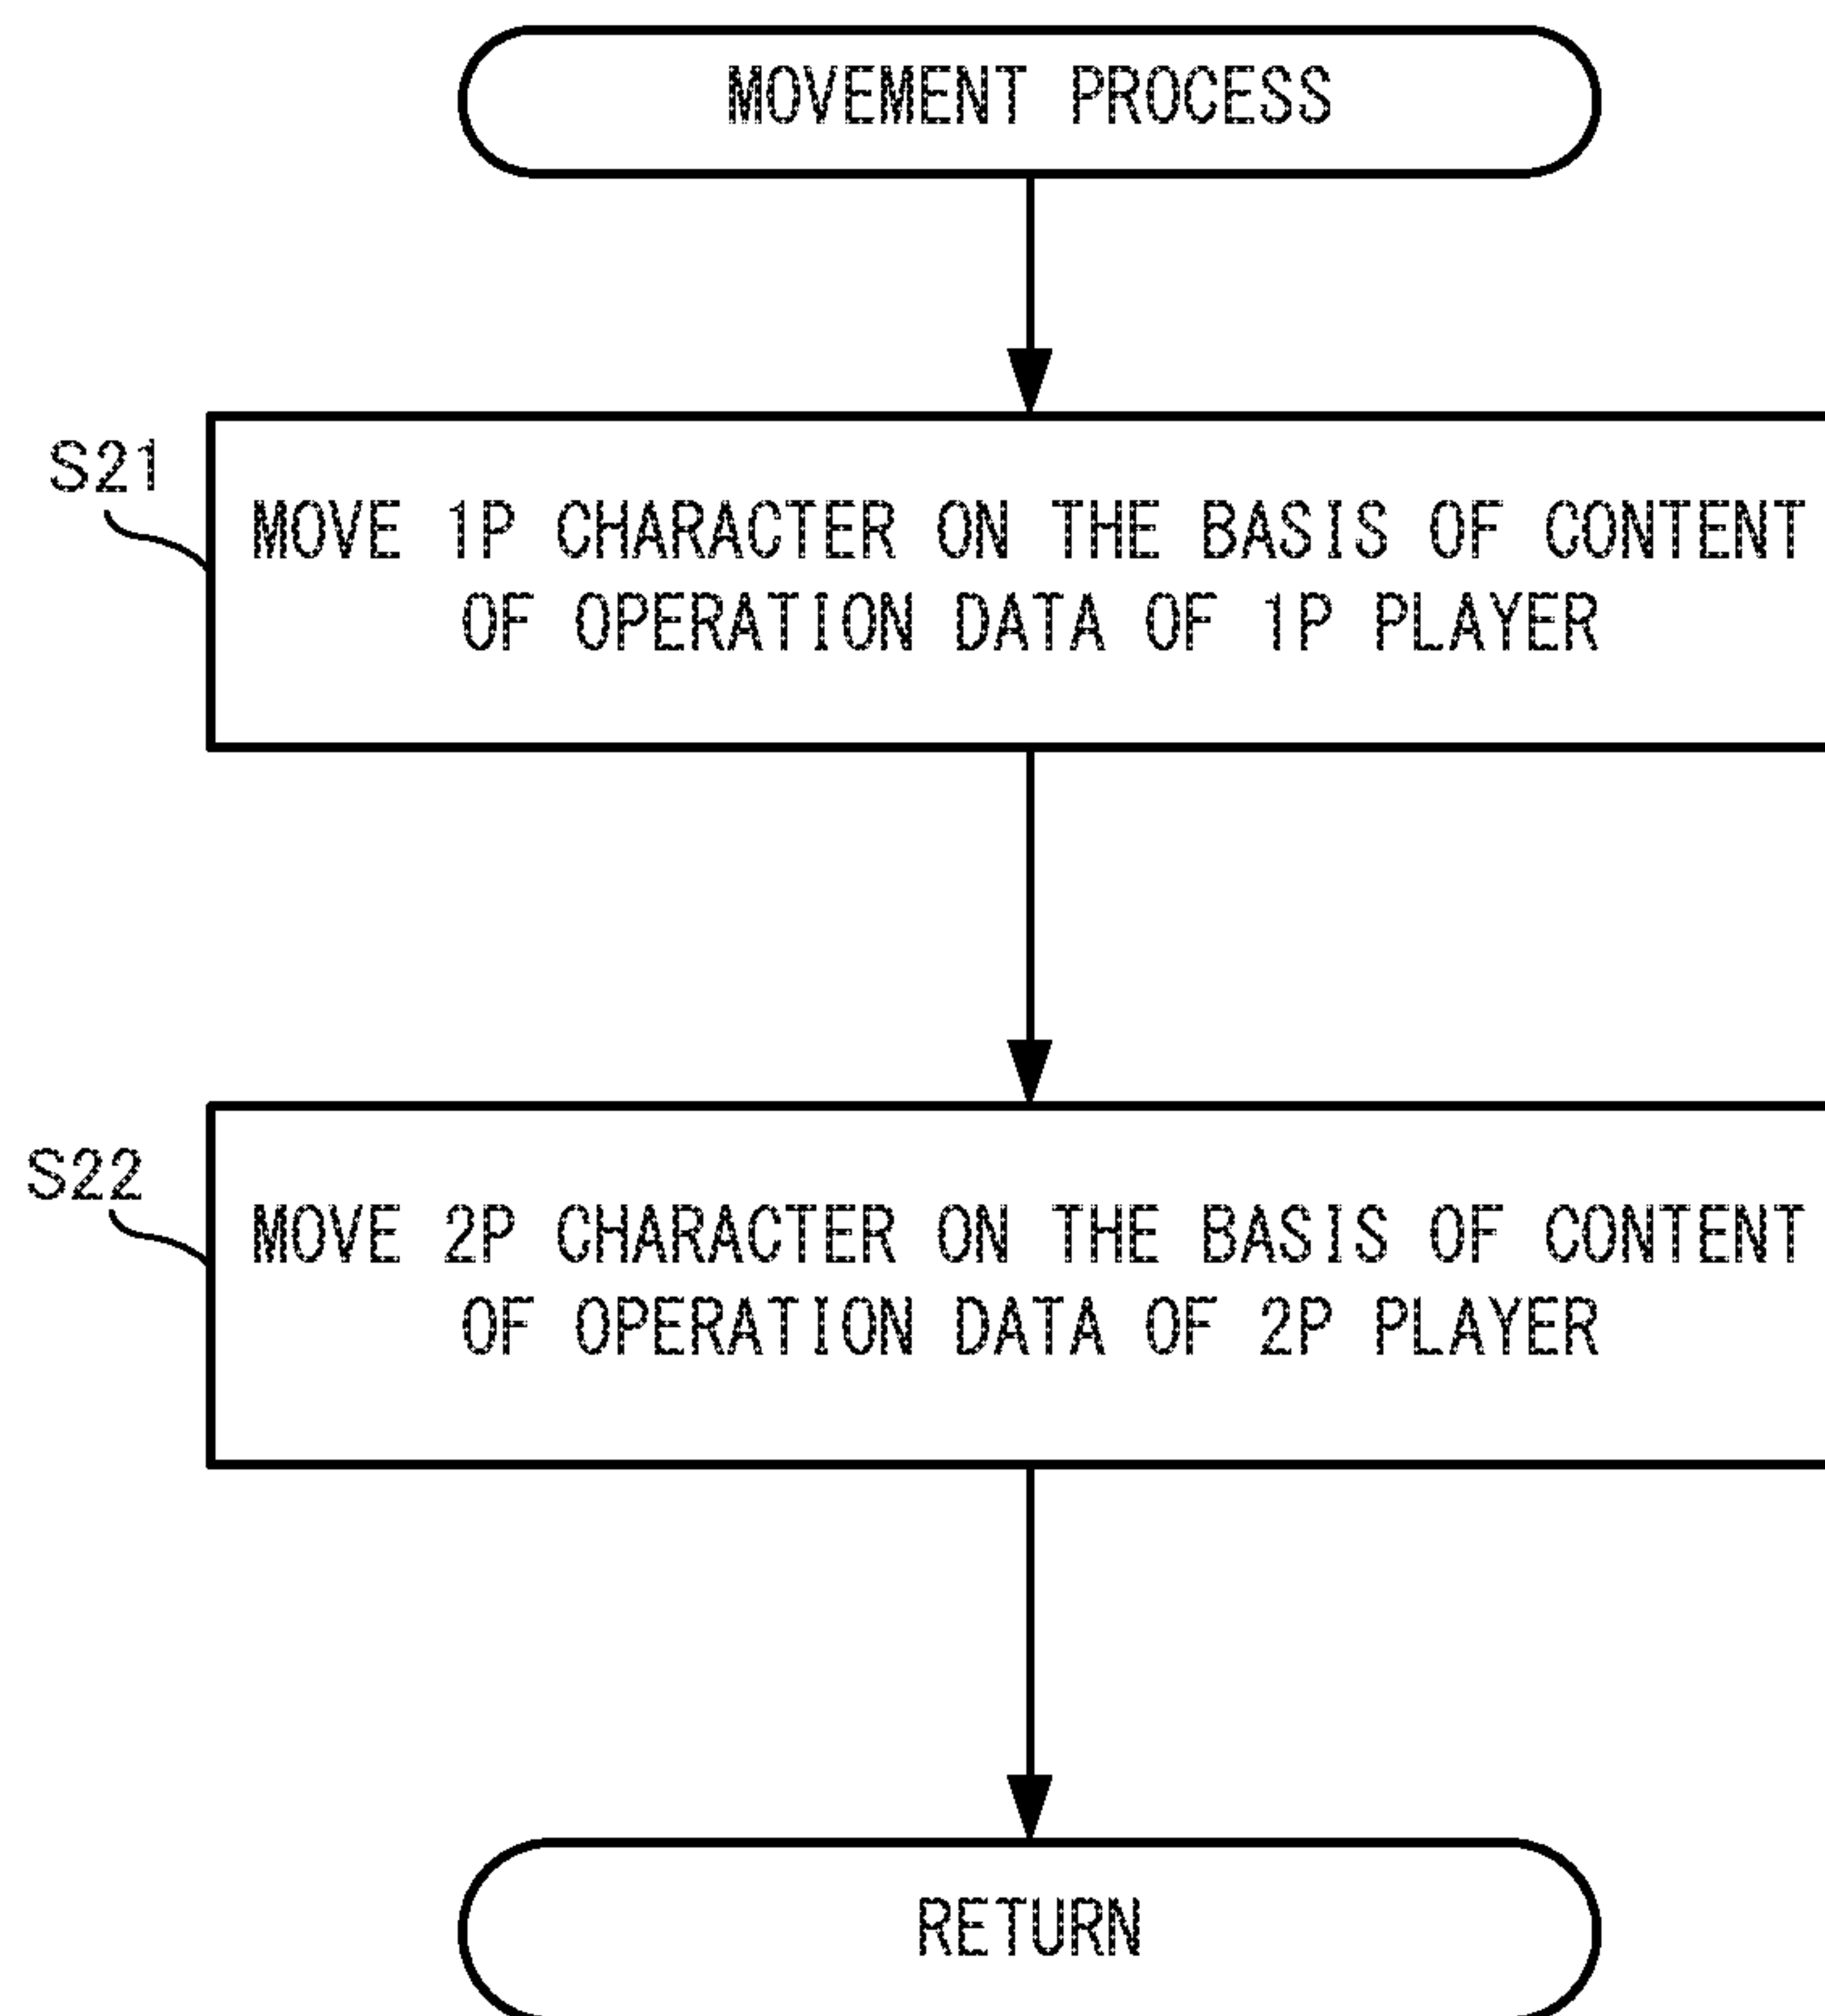 MOVEMENT PROCESS
S21
MOVE 1P CHARACTER ON THE BASIS OF CONTENT
OF OPERATION DATA OF 1P PLAYER
S22
MOVE 2P CHARACTER ON THE BASIS OF CONTENT
OF OPERATION DATA OF 2P PLAYER
RETURN